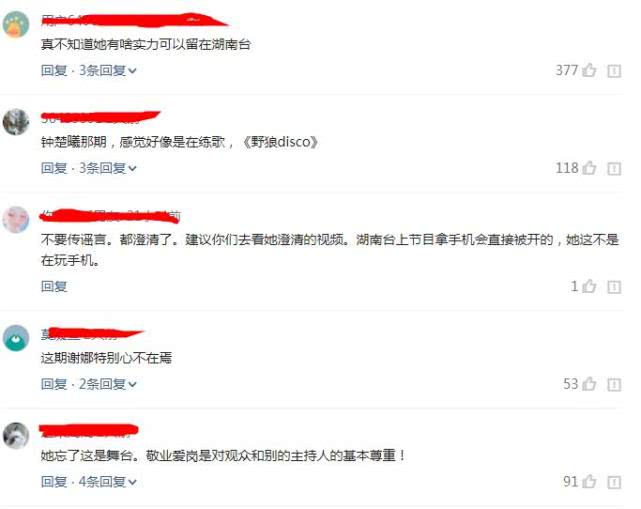 真不知道她有啥实力可以留在湖南台
回复 · 3条回复
377
钟楚曦那期，感觉好像是在练歌，《野狼disco》
回复 · 3条回复
118
不要传谣言。都澄清了。建议你们去看她澄清的视频。湖南台上节目拿手机会直接被开的，她这不是
在玩手机。
回复
1
这期谢娜特别心不在焉
回复 · 2条回复
53
她忘了这是舞台。敬业爱岗是对观众和别的主持人的基本尊重！
回复 · 4条回复
91